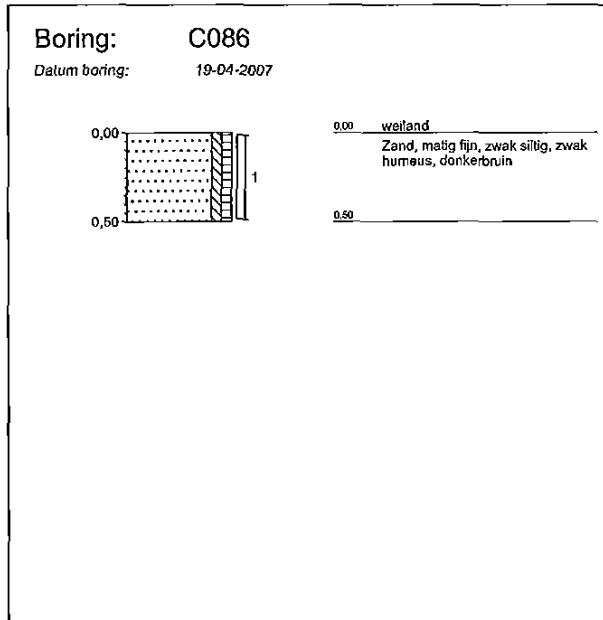 Boring: C086
Datum boring: 19-04-2007
0,00
0,50
1
0,00 weiland
Zand, matig fijn, zwak siltig, zwak
humeus, donkerbruin
0,50